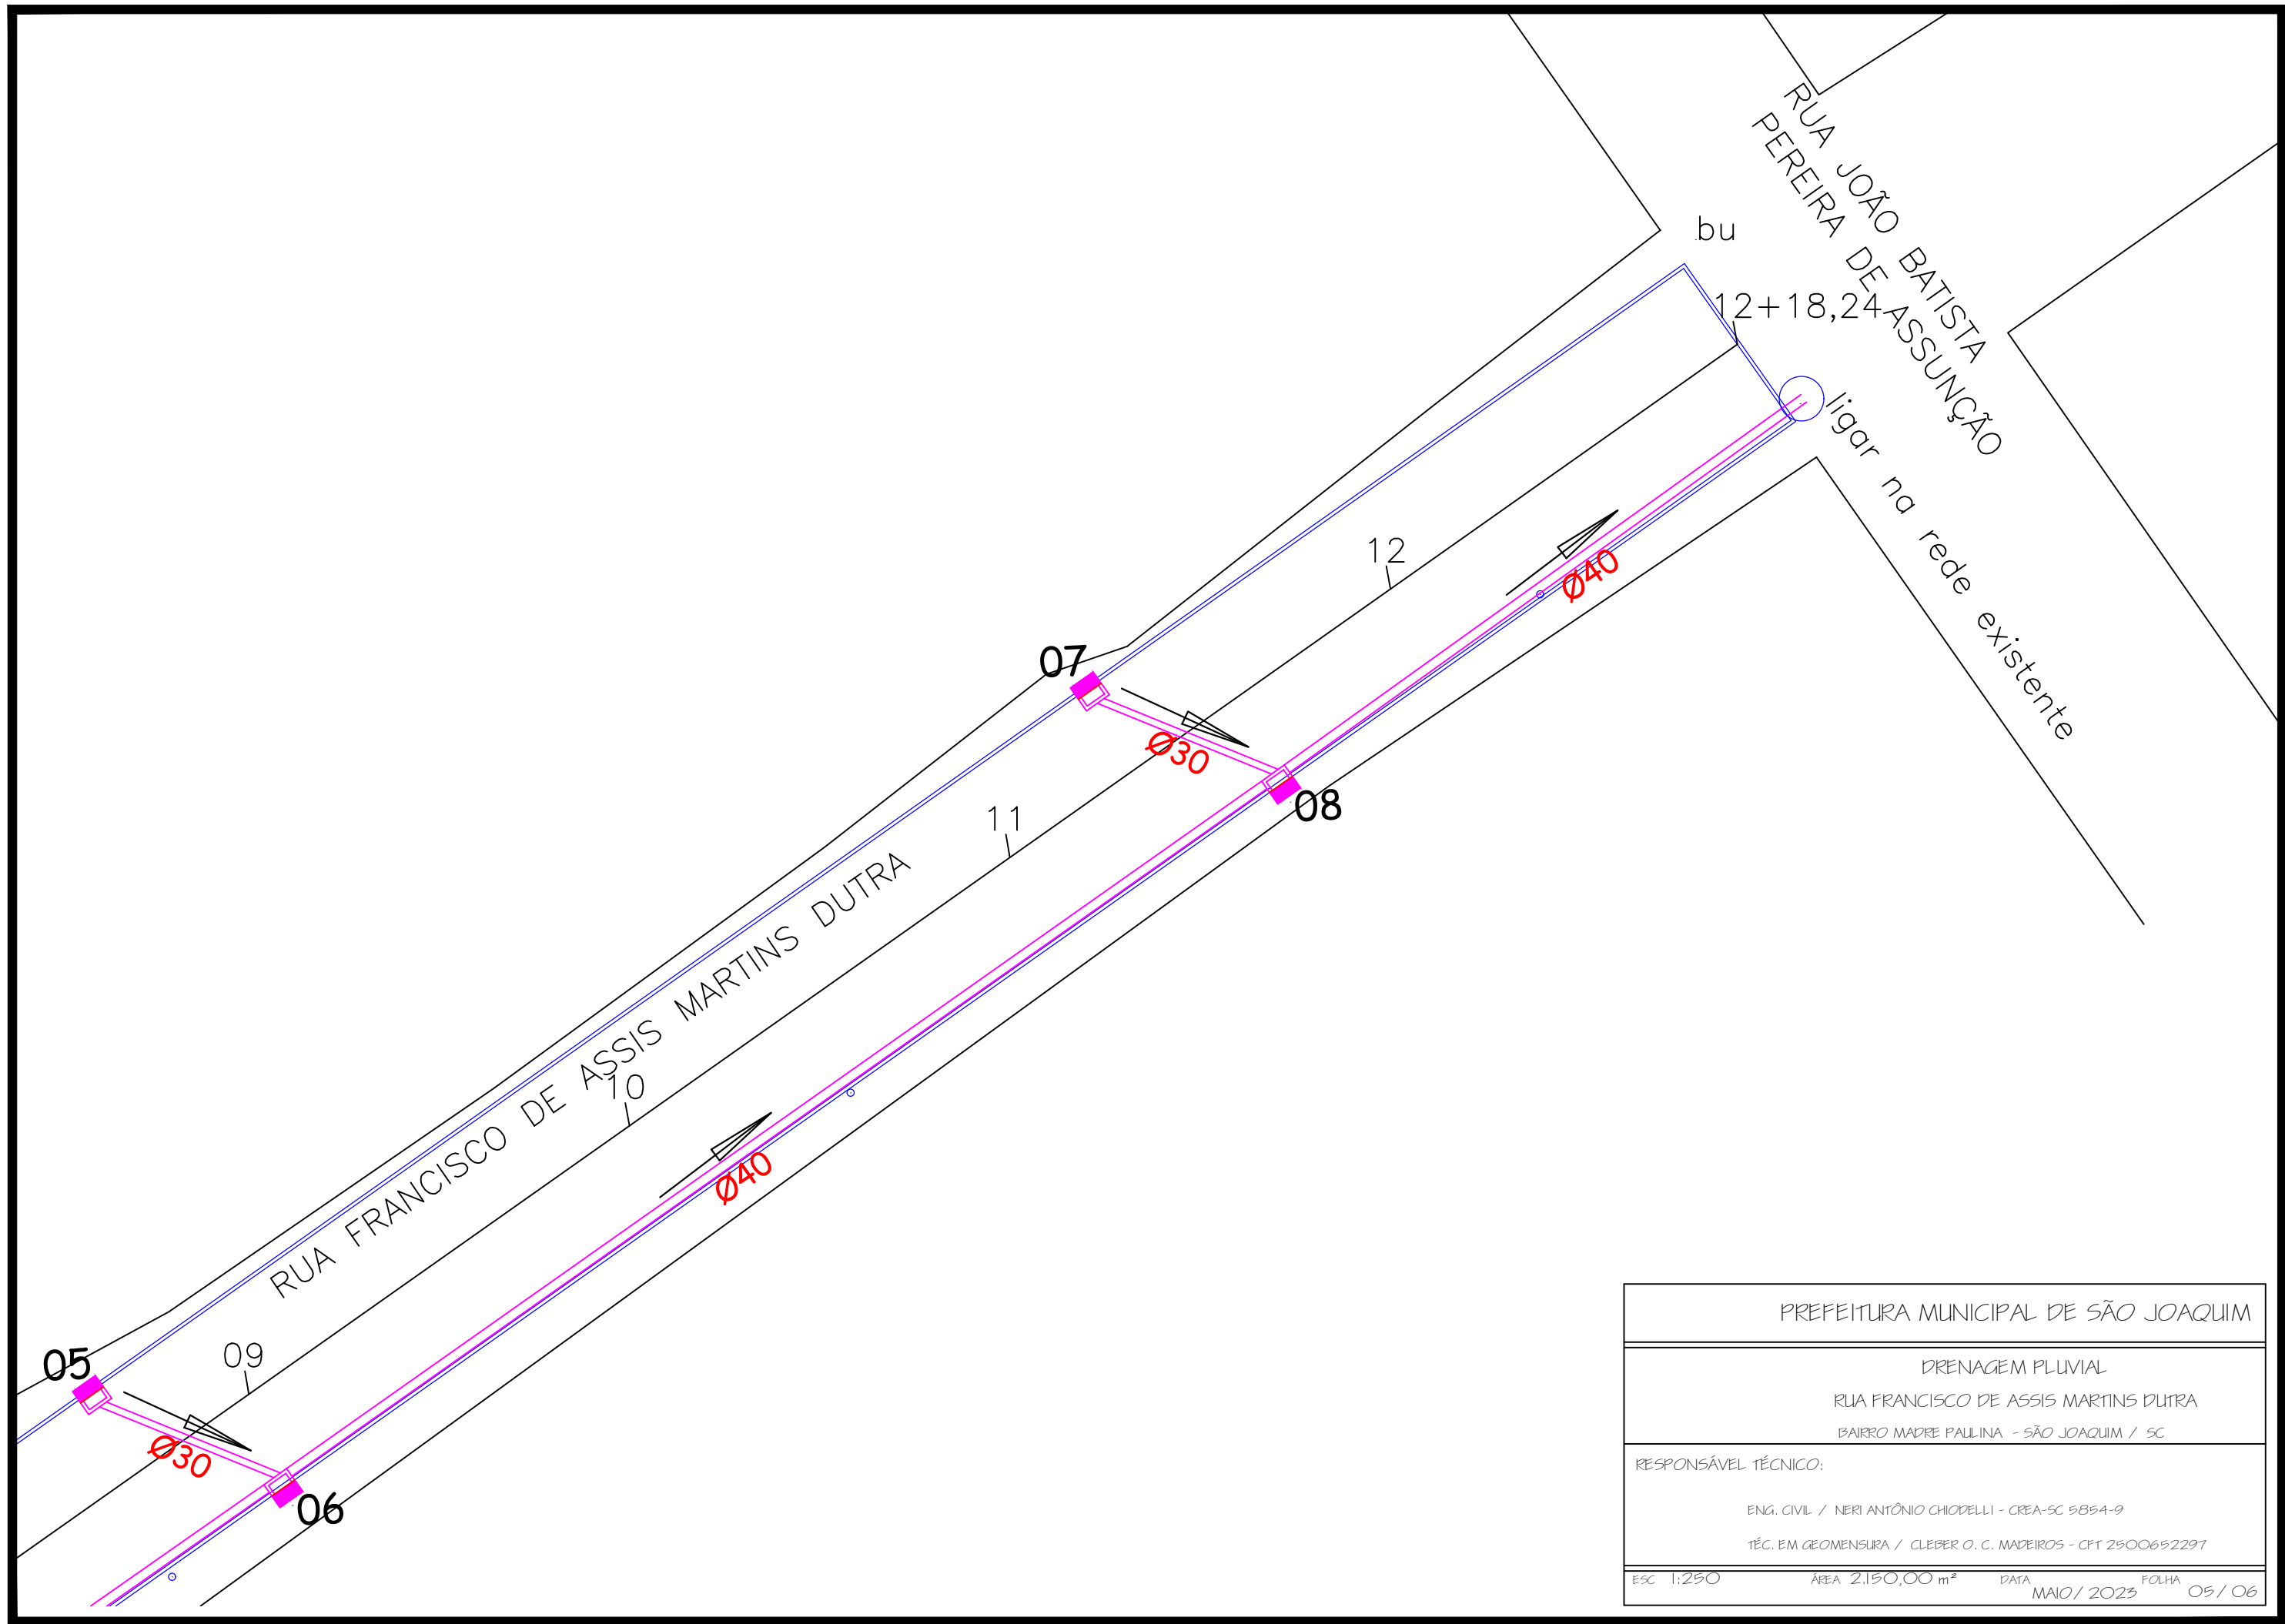 RUA JOÃO BATISTA
PEREIRA DE ASSUNÇÃO
bu
12+18,24
ligar na rede existente
12
Ø40
07
Ø30
08
11
RUA FRANCISCO DE ASSIS MARTINS DUTRA
10
Ø40
09
05
Ø30
06
PREFEITURA MUNICIPAL DE SÃO JOAQUIM
DRENAGEM PLUVIAL
RUA FRANCISCO DE ASSIS MARTINS DUTRA
BAIRRO MADRE PAULINA - SÃO JOAQUIM / SC
RESPONSÁVEL TÉCNICO:
ENG. CIVIL / NERI ANTÔNIO CHIODELLI - CREA-SC 5854-9
TÉC. EM GEOMENSURA / CLEBER O. C. MADEIROS - CFT 2500652297
ESC 1:250 ÁREA 2.150,00 m² DATA MAIO/ 2023 FOLHA 05/ 06